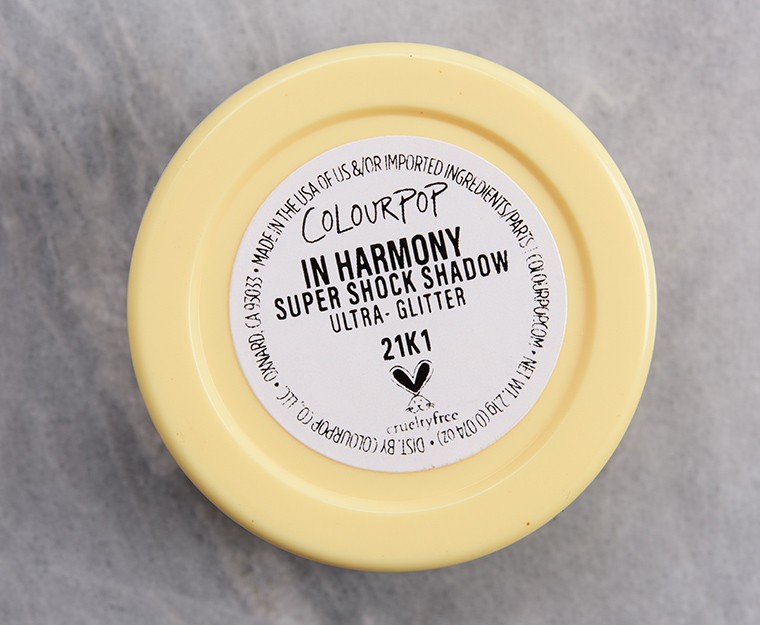 COLOURPOP
IN HARMONY
SUPER SHOCK SHADOW
ULTRA- GLITTER
21K1
crueltyfree
• MADE IN THE USA OF US &/OR IMPORTED INGREDIENTS/PARTS | COLOURPOP.COM • NET WT. 2.1g (0.074 oz) • DIST. BY COLOURPOP CO, LLC. • OXNARD, CA 93033